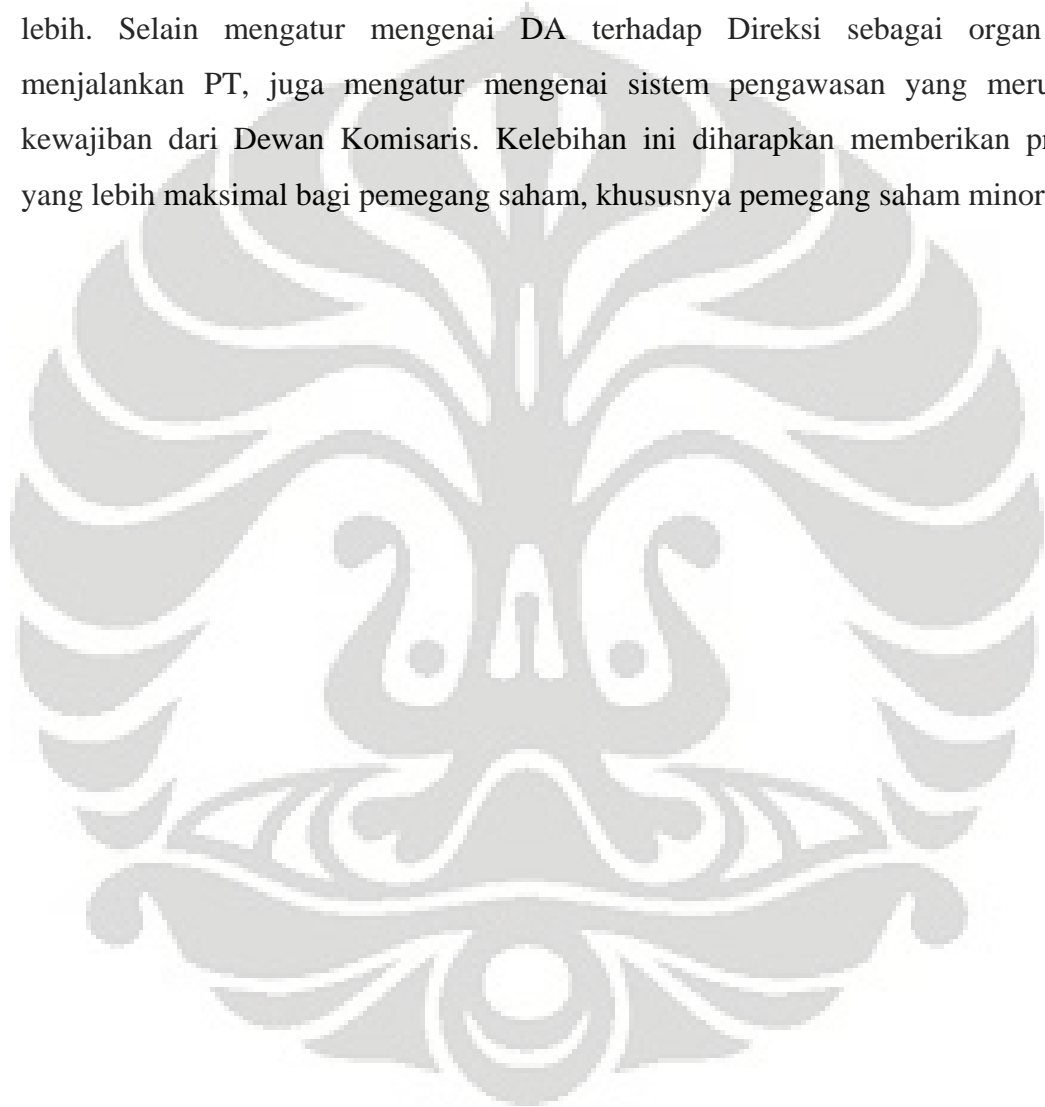 lebih. Selain mengatur mengenai DA terhadap Direksi sebagai organ
menjalankan PT, juga mengatur mengenai sistem pengawasan yang
kewajiban dari Dewan Komisaris. Kelebihan ini diharapkan memberikan
yang lebih maksimal bagi pemegang saham, khususnya pemegang saham